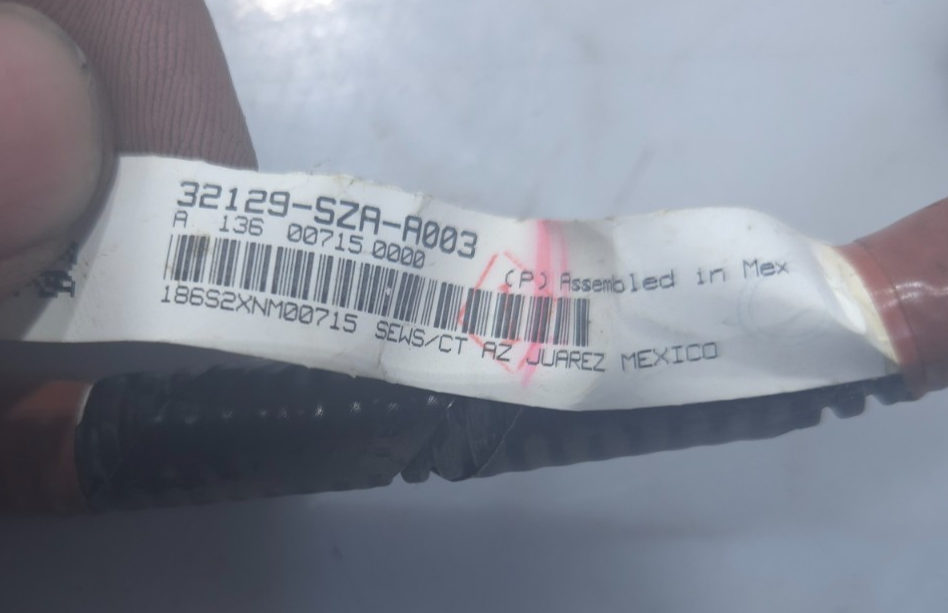 32129-SZA-A003
A 136 00715 0000
(P) Assembled in Mex
186S2XNM00715 SEWS/CT AZ JUAREZ MEXICO